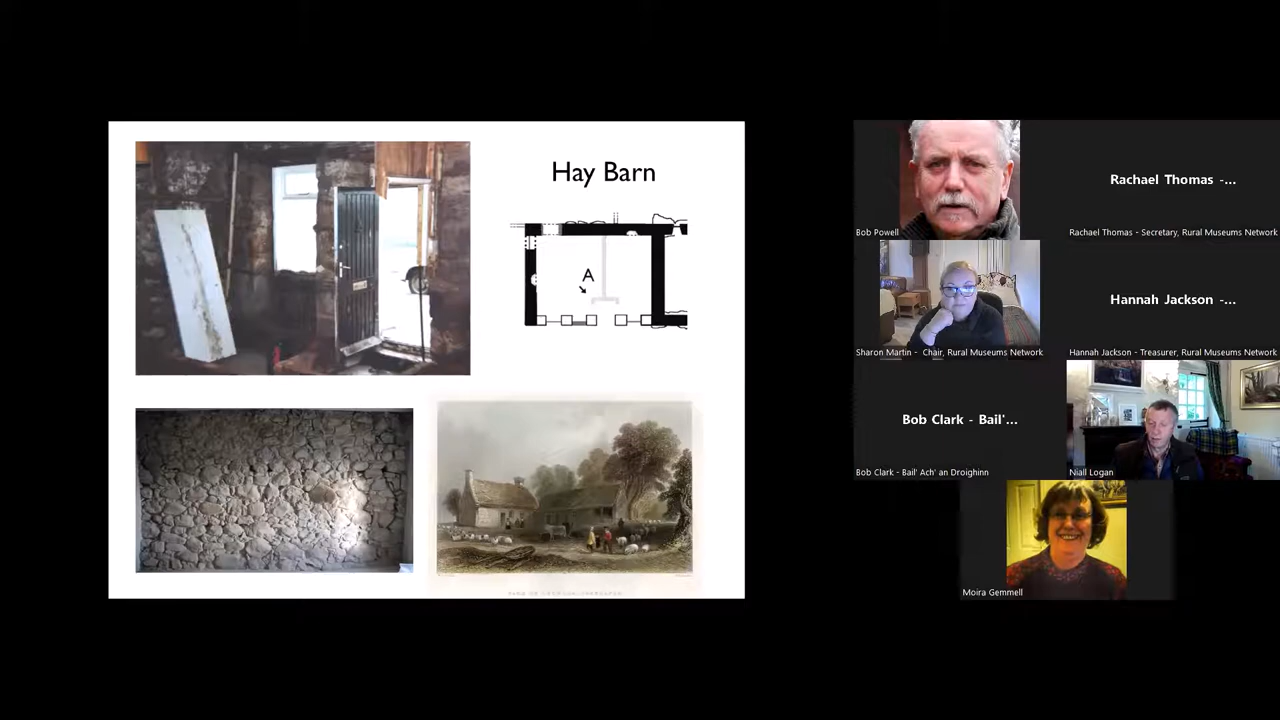 Hay Barn
A
Bob Powell
Rachael Thomas -...
Rachael Thomas - Secretary, Rural Museums Network
Sharon Martin - Chair, Rural Museums Network
Hannah Jackson -...
Hannah Jackson - Treasurer, Rural Museums Network
Bob Clark - Bail'...
Bob Clark - Bail' Ach' an Droighinn
Niall Logan
Moira Gemmell